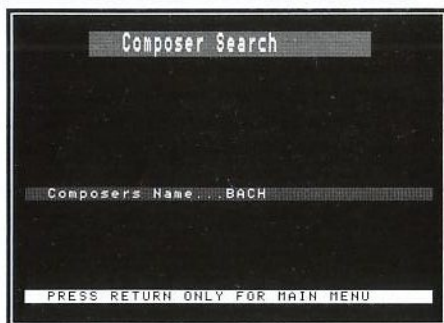 Composer Search
Composers Name...BACH
PRESS RETURN ONLY FOR MAIN MENU